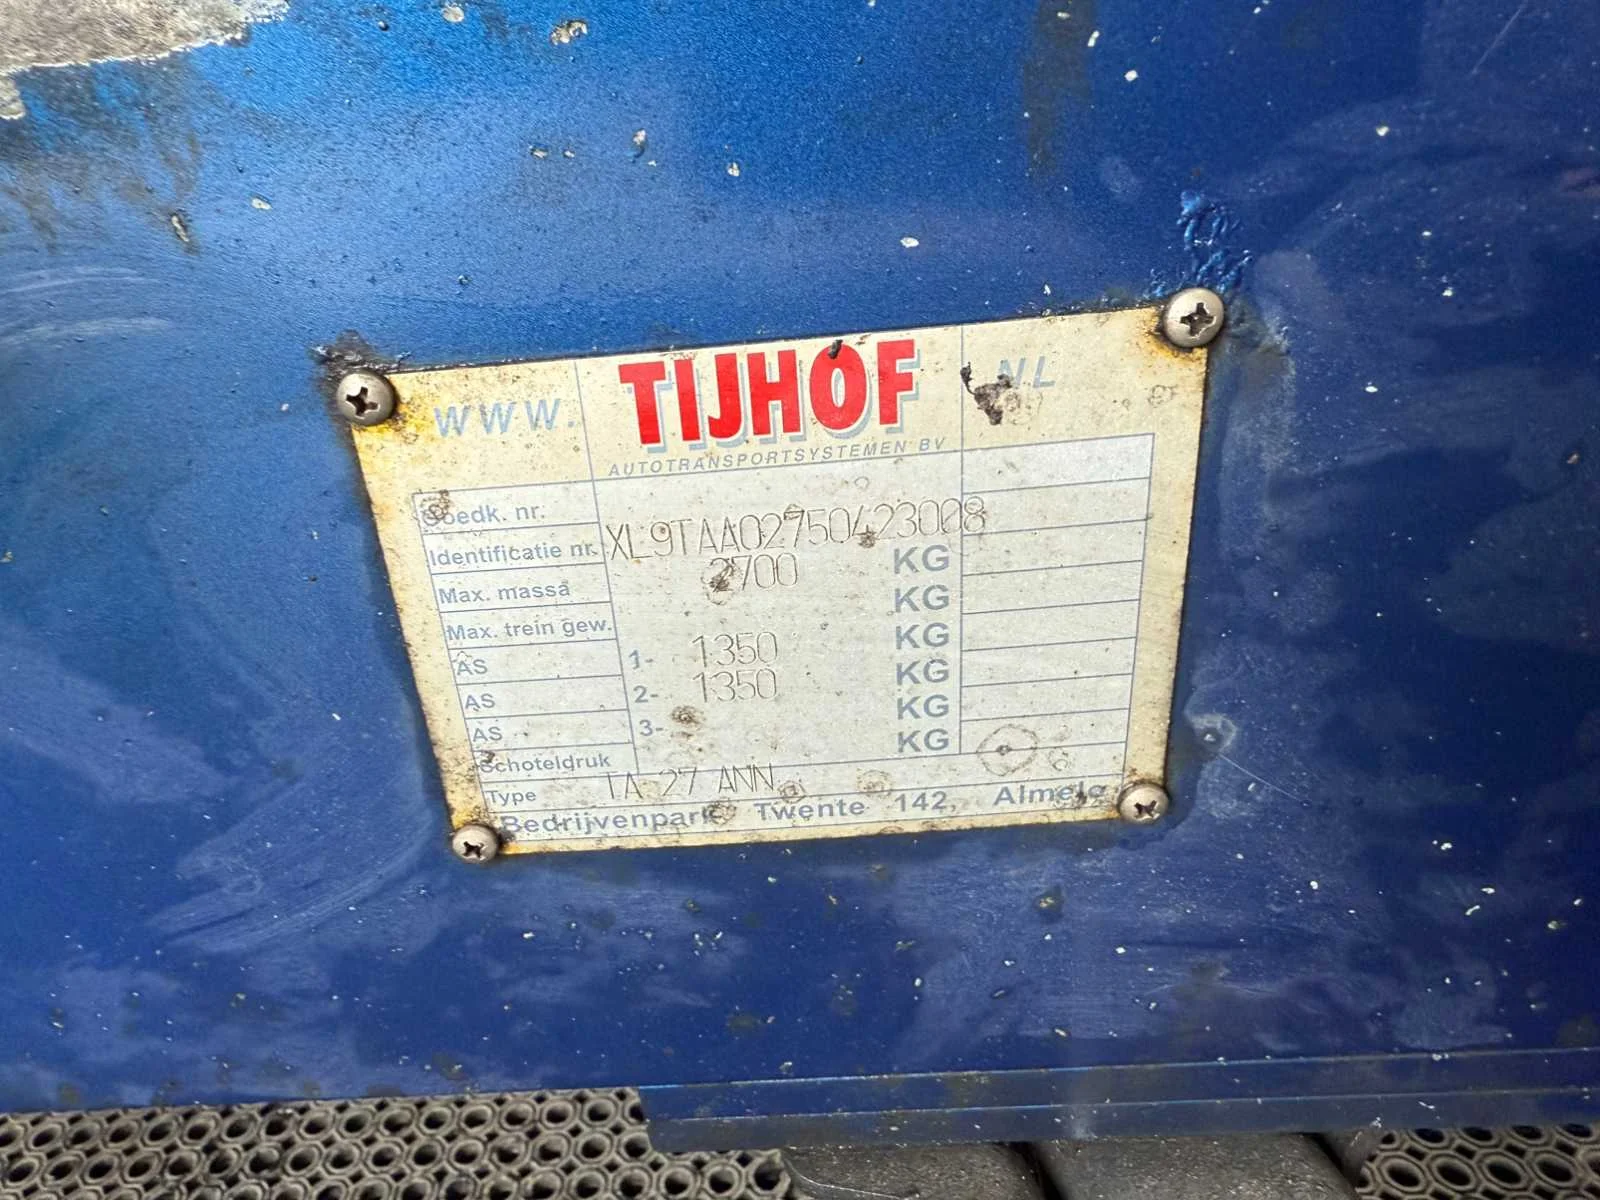 WWW. TIJHOF .NL
AUTOTRANSPORTSYSTEMEN BV
Goedk. nr.
Identificatie nr. XL9TAA02750423008
Max. massa 2700 KG
Max. trein gew. KG
AS 1- 1350 KG
AS 2- 1350 KG
AS 3- KG
Schoteldruk KG
Type TA 27 ANN
Bedrijvenpark Twente 142, Almelo